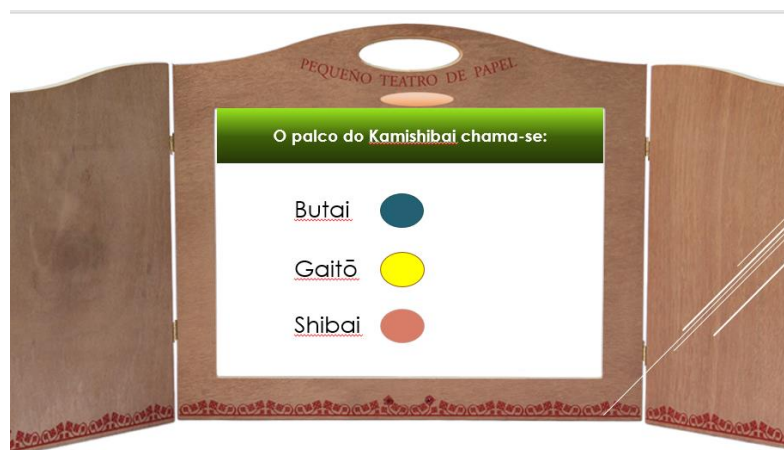 PEQUEÑO TEATRO DE PAPEL
O palco do Kamishibai chama-se:
Butai
Gaitō
Shibai